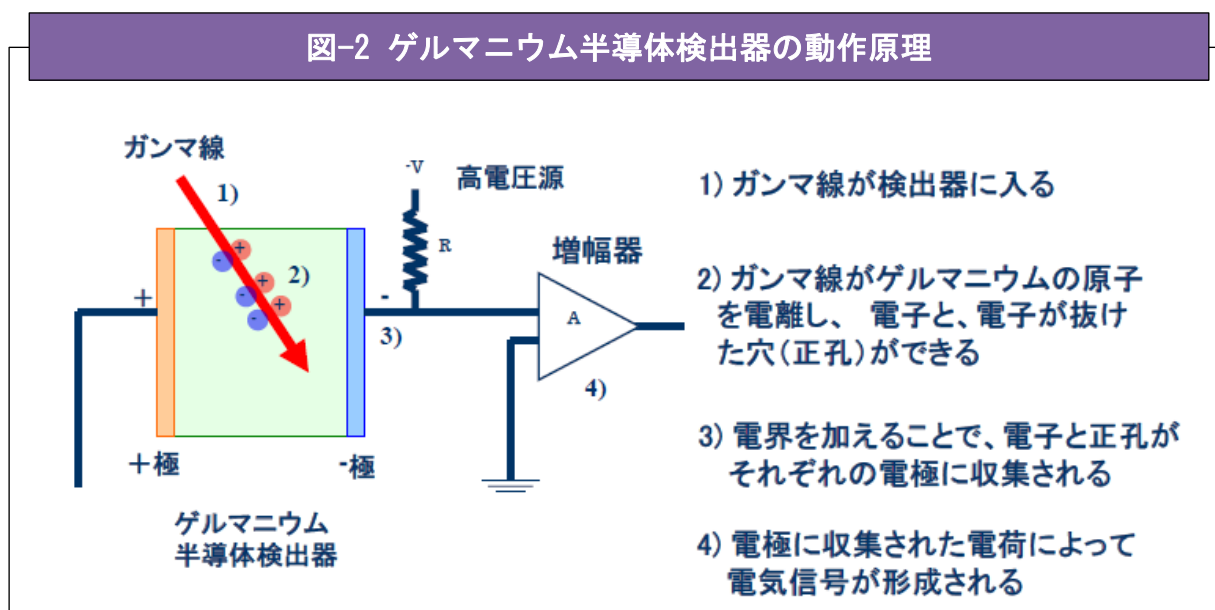 図-2 ゲルマニウム半導体検出器の動作原理
ガンマ線
1)
2)
+
-
+
-
+
-
+
+極
-極
ゲルマニウム
半導体検出器
-V
高電圧源
R
-
3)
増幅器
A
4)
1) ガンマ線が検出器に入る
2) ガンマ線がゲルマニウムの原子
を電離し、 電子と、電子が抜け
た穴(正孔)ができる
3) 電界を加えることで、電子と正孔が
それぞれの電極に収集される
4) 電極に収集された電荷によって
電気信号が形成される